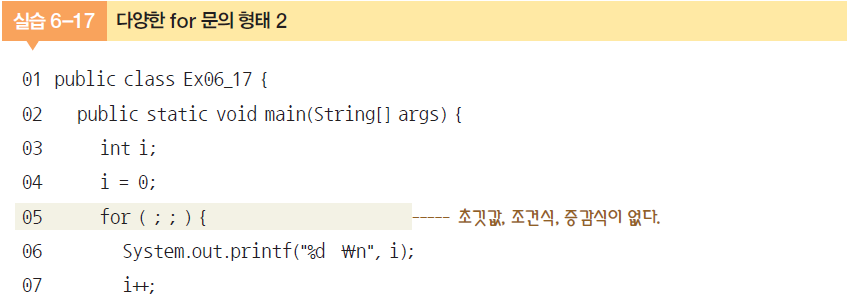 실습 6-17 다양한 for 문의 형태 2
01 public class Ex06_17 {
02 public static void main(String[] args) {
03 int i;
04 i = 0;
05 for ( ; ; ) { ----- 초깃값, 조건식, 증감식이 없다.
06 System.out.printf("%d ₩n", i);
07 i++;